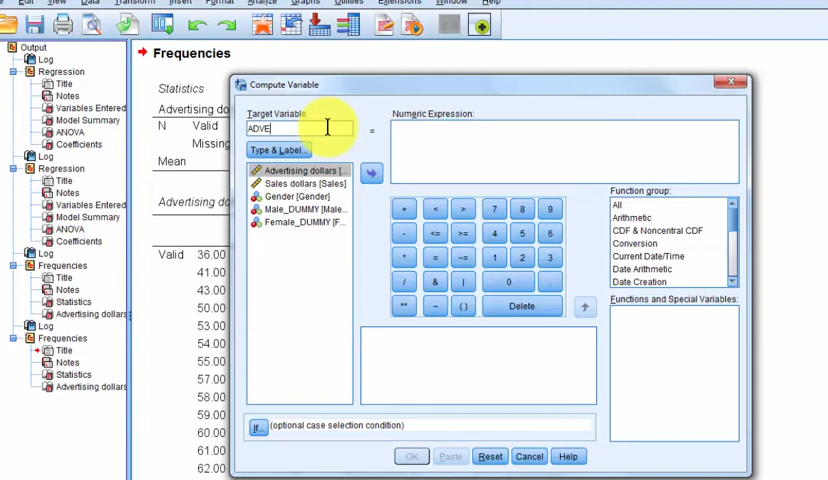 Edit View Data Transform Insert Format Analyze Graphs Utilities Extensions Window Help
Output
Log
Regression
Title
Notes
Variables Entered
Model Summary
ANOVA
Coefficients
Log
Regression
Title
Notes
Variables Entered
Model Summary
ANOVA
Coefficients
Log
Frequencies
Title
Notes
Statistics
Advertising dollars
Log
Frequencies
Title
Notes
Statistics
Advertising dollars
Frequencies
Statistics
Advertising do
N Valid
Missing
Mean
Advertising d
Valid 36.00
41.00
43.00
50.00
53.00
54.00
55.00
57.00
58.00
59.00
60.00
61.00
62.00
Compute Variable
Target Variable:
ADVE
=
Numeric Expression:
Type & Label...
Advertising dollars [...
Sales dollars [Sales]
Gender [Gender]
Male_DUMMY [Male...
Female_DUMMY [F...
+ < > 7 8 9
- <= >= 4 5 6
* = ~= 1 2 3
/ & | 0 .
** ~ ( ) Delete
Function group:
All
Arithmetic
CDF & Noncentral CDF
Conversion
Current Date/Time
Date Arithmetic
Date Creation
Functions and Special Variables:
If... (optional case selection condition)
OK Paste Reset Cancel Help